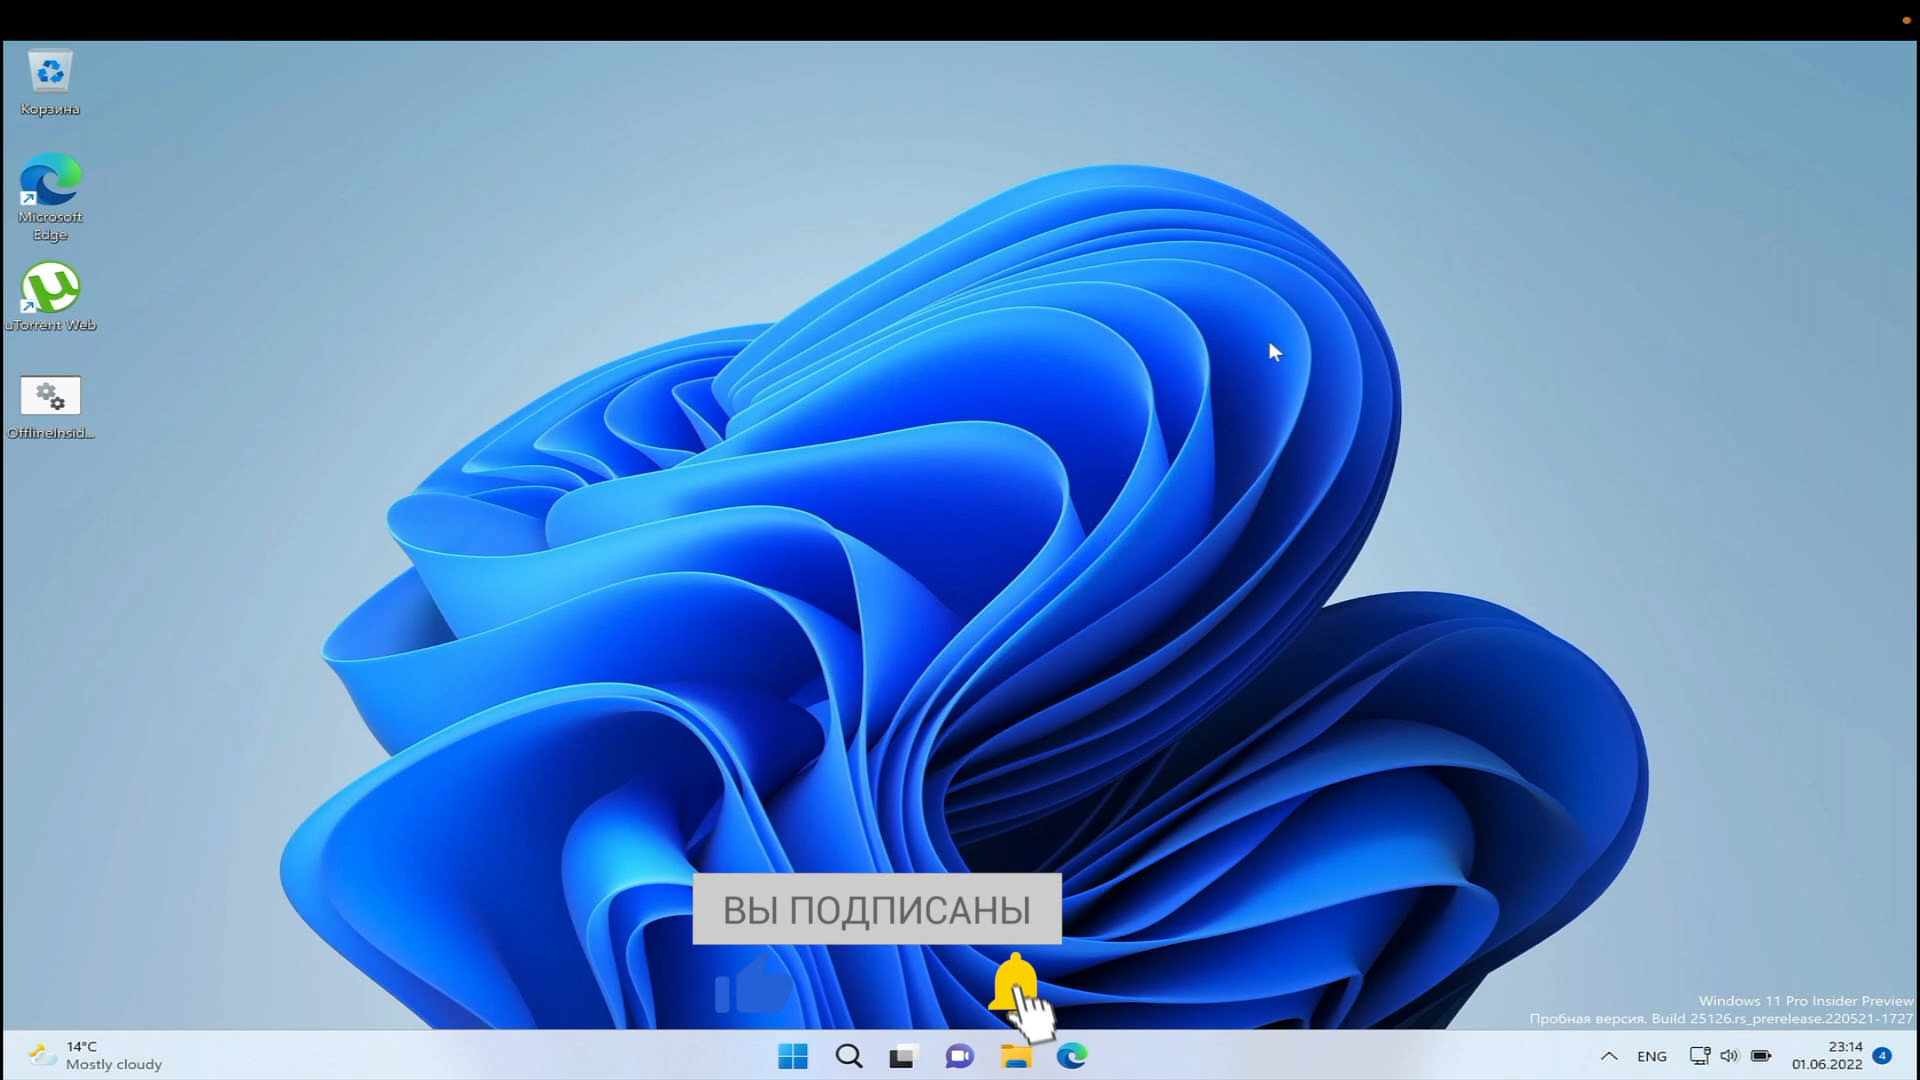 Корзина
Microsoft
Edge
uTorrent Web
OfflineInsid...
ВЫ ПОДПИСАНЫ
Windows 11 Pro Insider Preview
Пробная версия. Build 25126.rs_prerelease.220521-1727
14°C
Mostly cloudy
ENG
23:14
01.06.2022
4